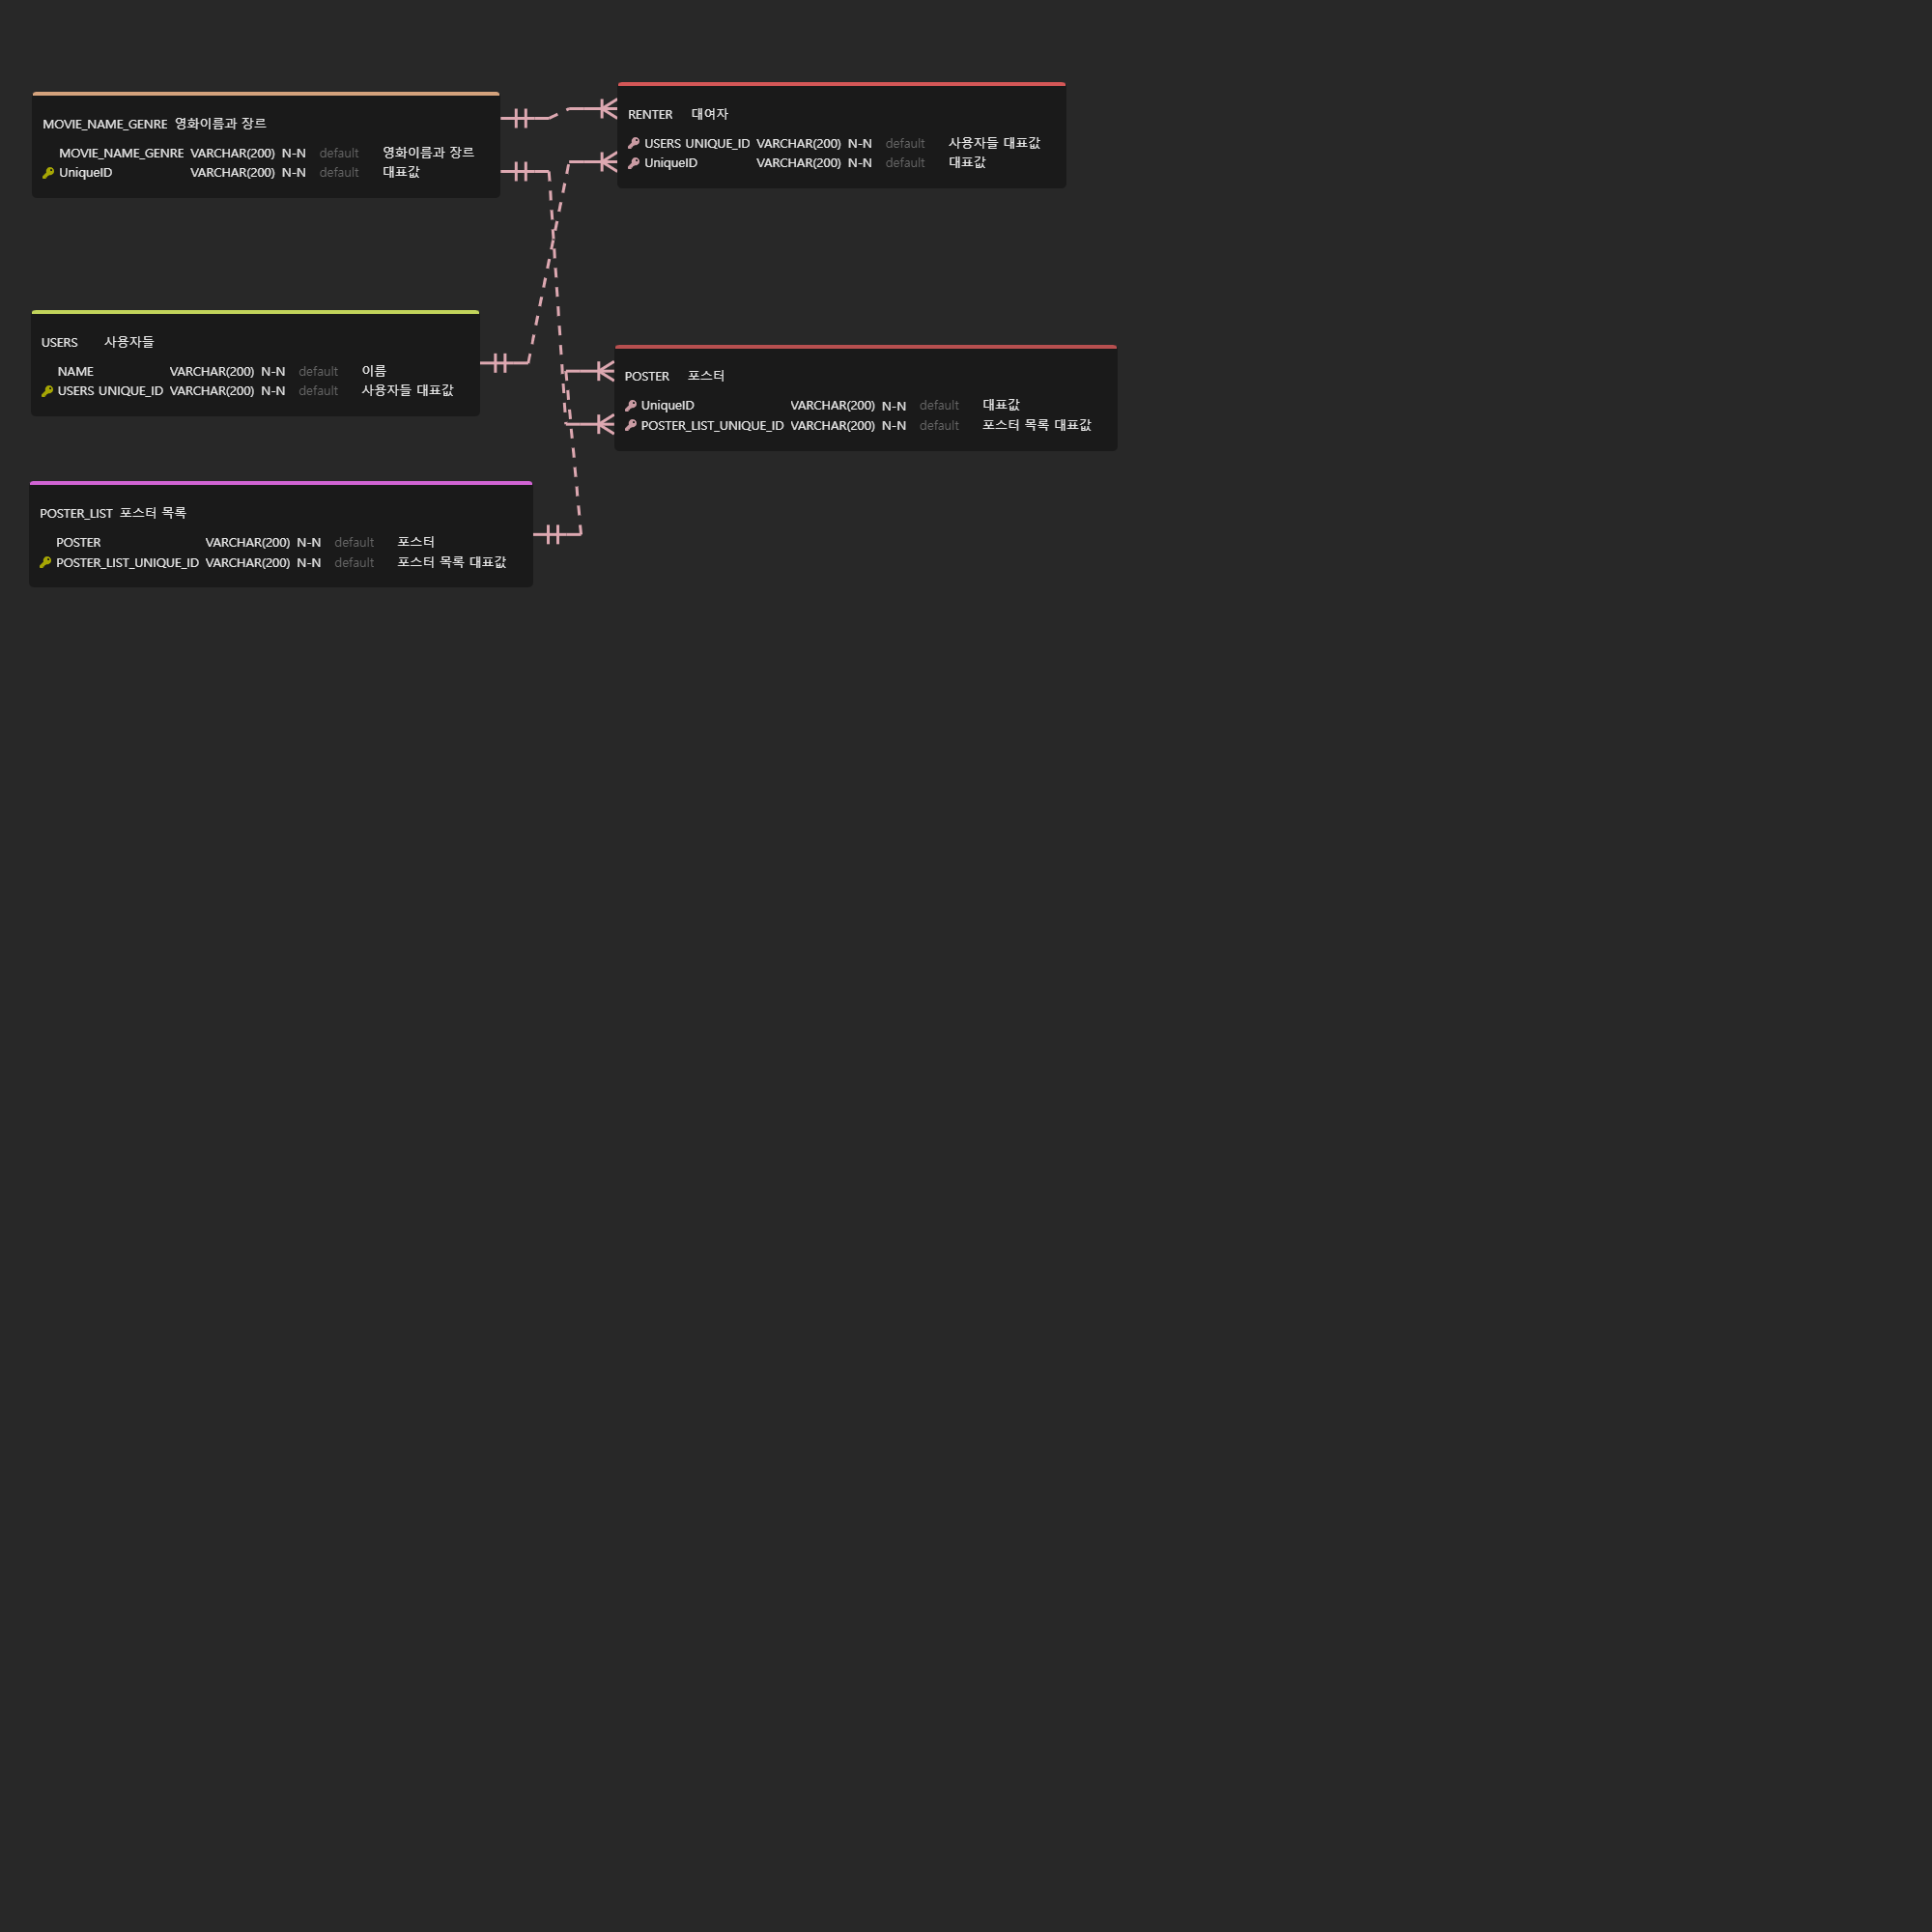 MOVIE_NAME_GENRE 영화이름과 장르
MOVIE_NAME_GENRE VARCHAR(200) N-N default 영화이름과 장르
UniqueID VARCHAR(200) N-N default 대표값
RENTER 대여자
USERS UNIQUE_ID VARCHAR(200) N-N default 사용자들 대표값
UniqueID VARCHAR(200) N-N default 대표값
USERS 사용자들
NAME VARCHAR(200) N-N default 이름
USERS UNIQUE_ID VARCHAR(200) N-N default 사용자들 대표값
POSTER 포스터
UniqueID VARCHAR(200) N-N default 대표값
POSTER_LIST_UNIQUE_ID VARCHAR(200) N-N default 포스터 목록 대표값
POSTER_LIST 포스터 목록
POSTER VARCHAR(200) N-N default 포스터
POSTER_LIST_UNIQUE_ID VARCHAR(200) N-N default 포스터 목록 대표값